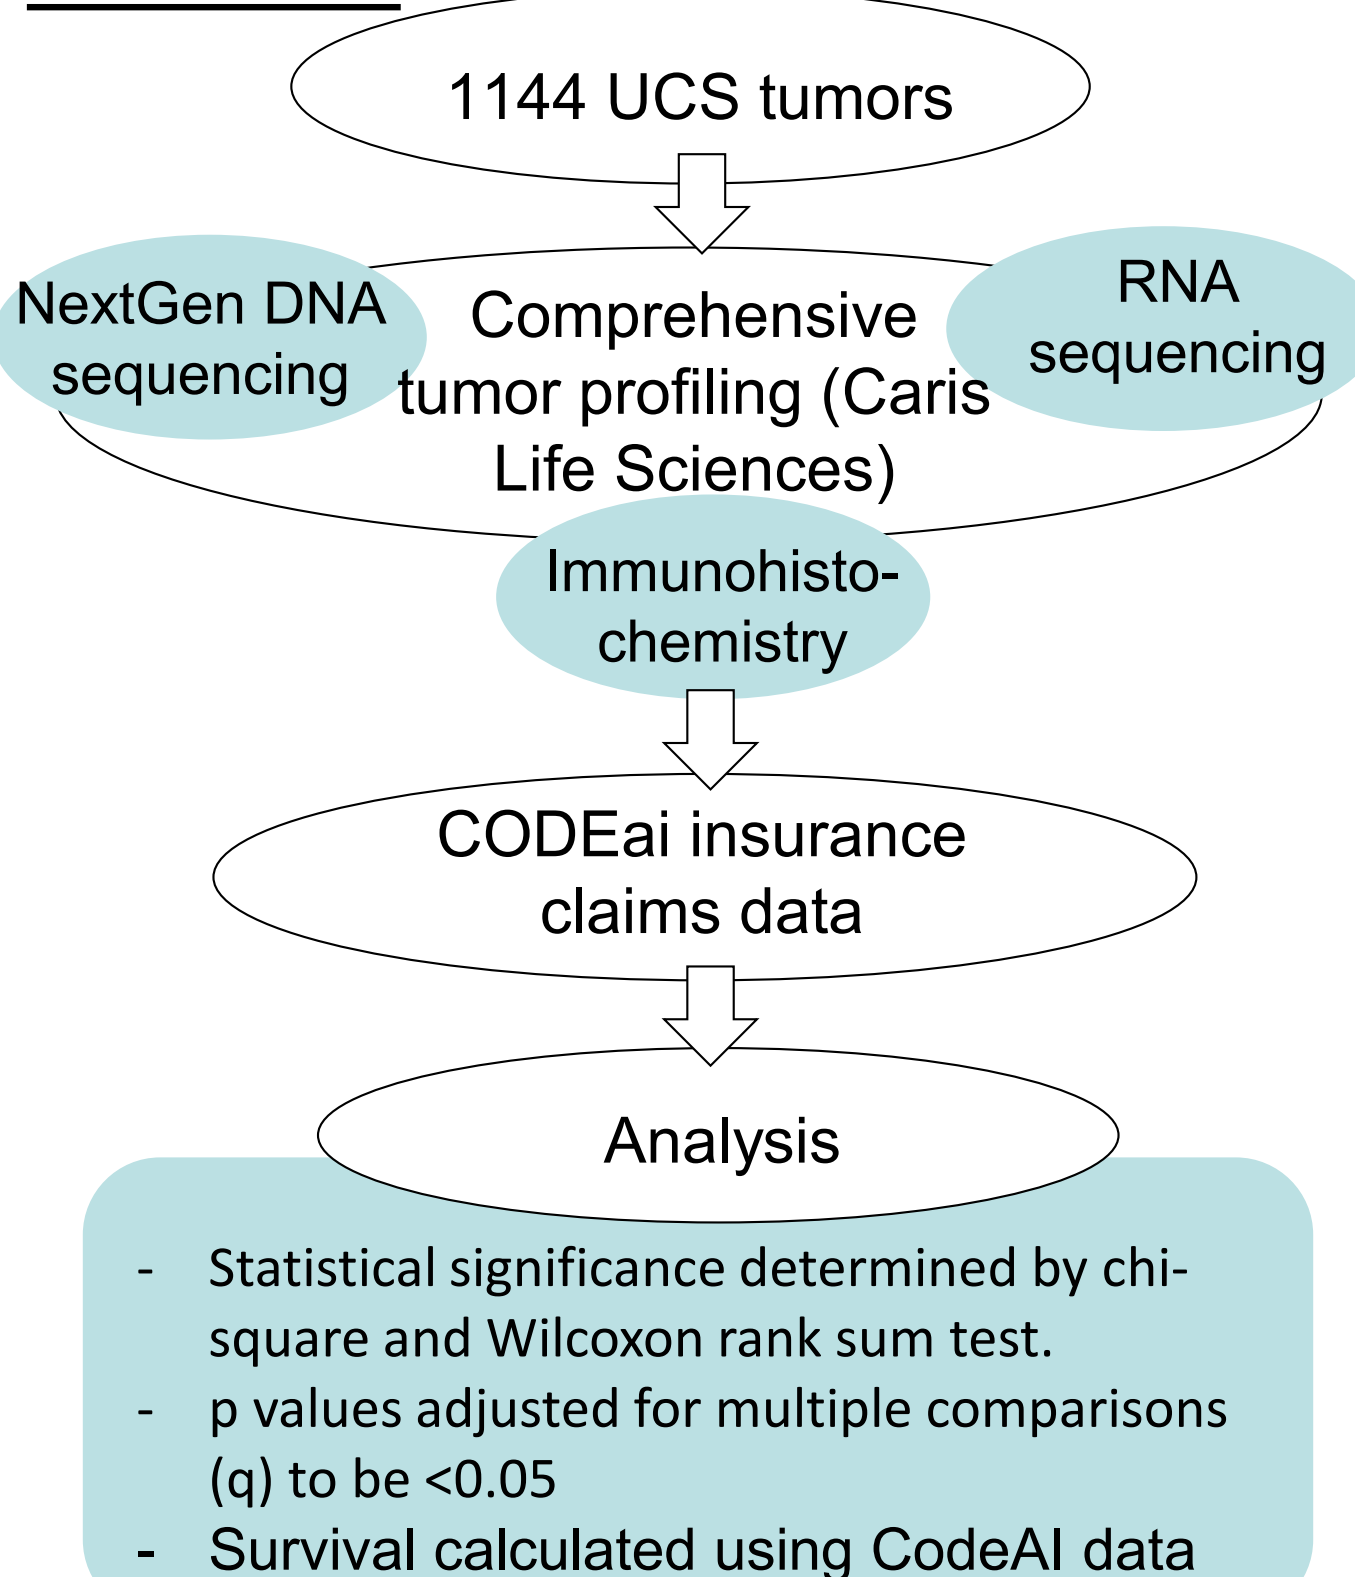 1144 UCS tumors
NextGen DNA
sequencing
Comprehensive
tumor profiling (Caris
Life Sciences)
RNA
sequencing
Immunohisto-
chemistry
CODEai insurance
claims data
Analysis
- Statistical significance determined by chi-
square and Wilcoxon rank sum test.
- p values adjusted for multiple comparisons
(q) to be <0.05
- Survival calculated using CodeAI data